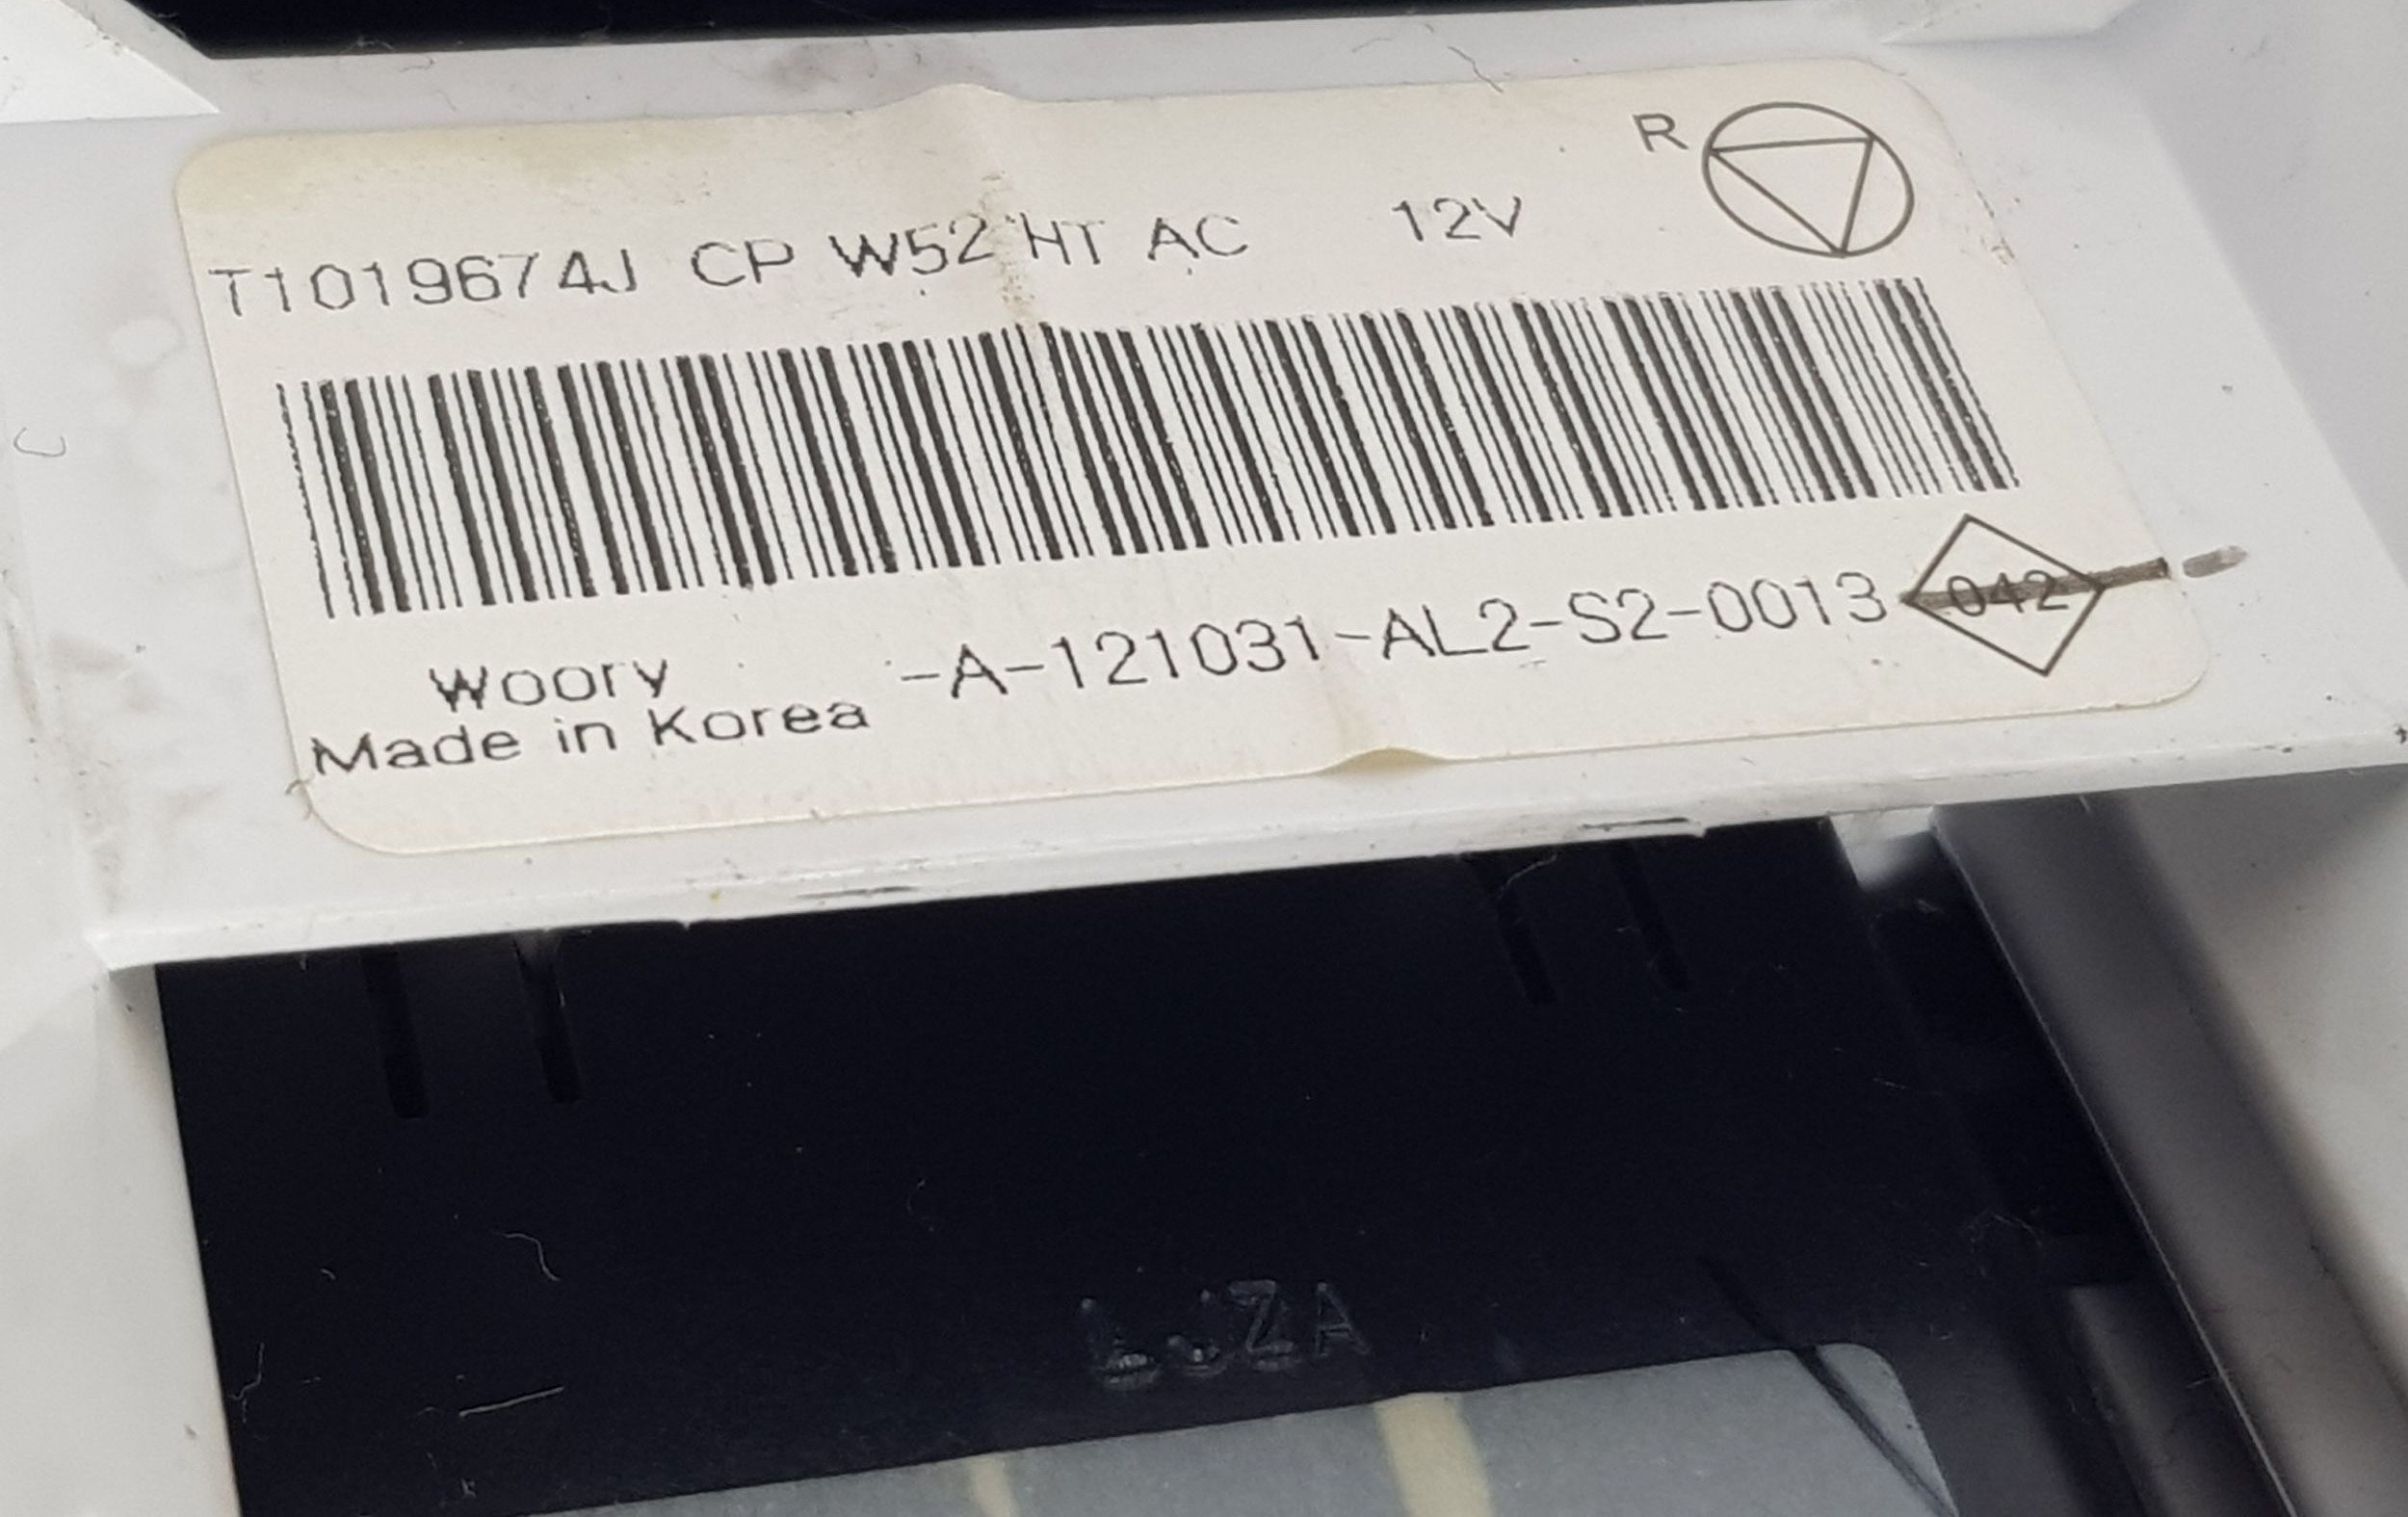 R
T1019674J CP W52 HT AC 12V
Woory -A-121031-AL2-S2-0013 042
Made in Korea